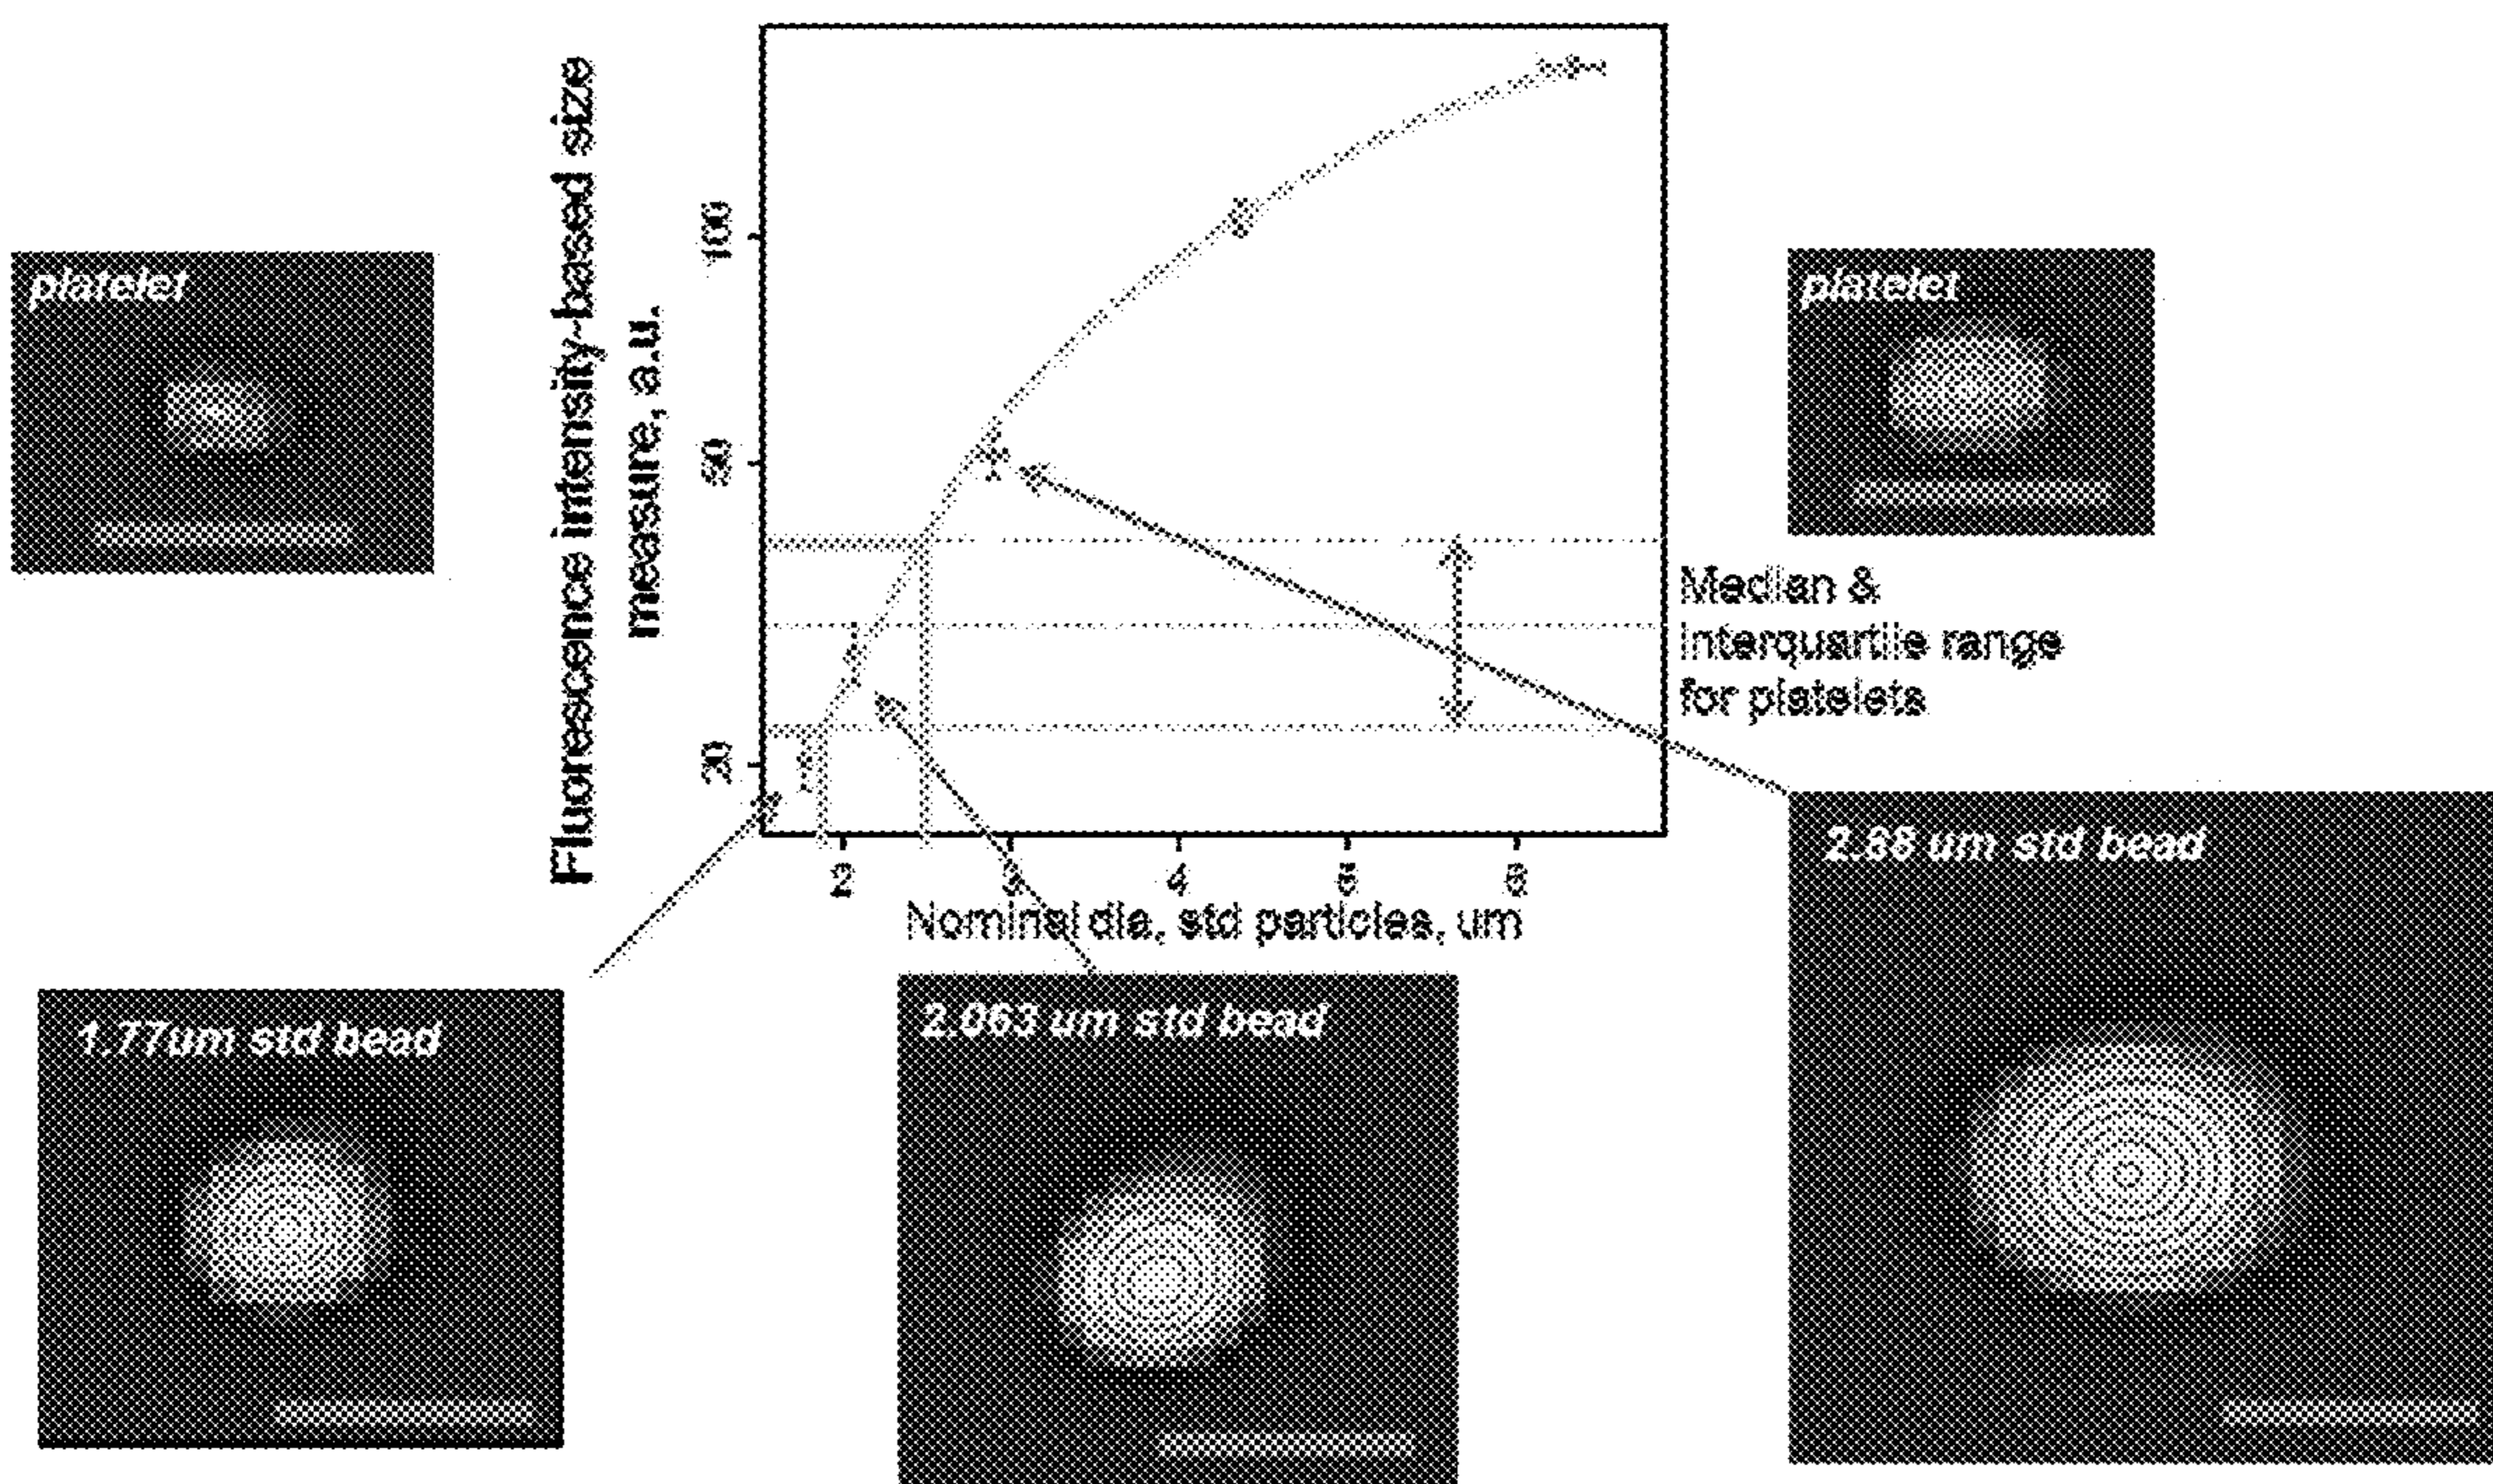 Fluorescence intensity-based size
measure, a.u.
100
50
20
2
3
4
5
6
Nominal dia, std particles, um
platelet
platelet
Median &
interquartile range
for platelets
2.88 um std bead
1.77um std bead
2.063 um std bead